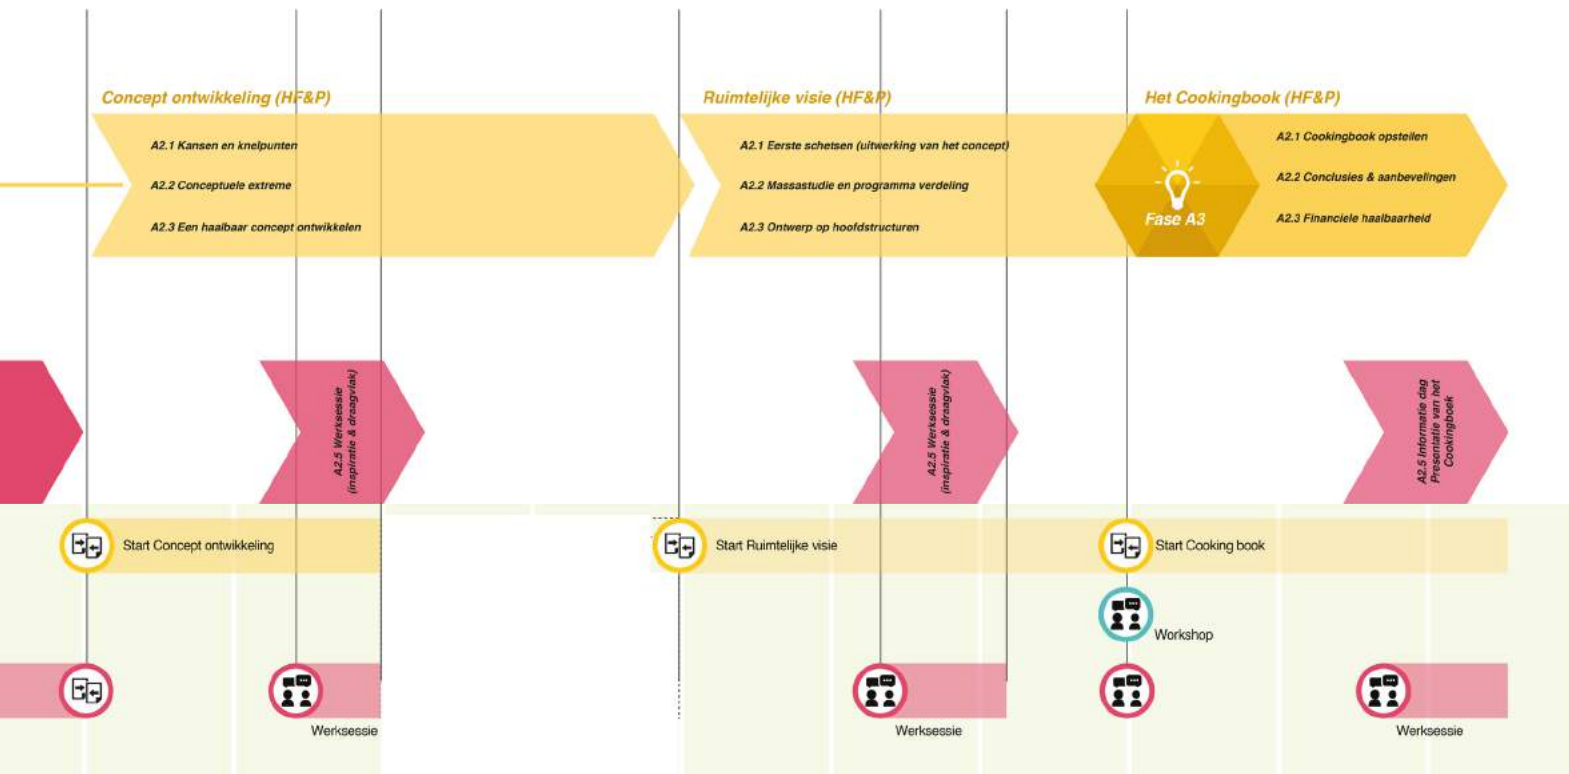 Concept ontwikkeling (HF&P)
A2.1 Kansen en knelpunten
A2.2 Conceptuele extreme
A2.3 Een haalbaar concept ontwikkelen
Ruimtelijke visie (HF&P)
A2.1 Eerste schetsen (uitwerking van het concept)
A2.2 Massastudie en programma verdeling
A2.3 Ontwerp op hoofdstructuren
Het Cookingbook (HF&P)
Fase A3
A2.1 Cookingbook opstellen
A2.2 Conclusies & aanbevelingen
A2.3 Financiele haalbaarheid
A2.5 Werksessie
(inspiratie & draagvlak)
A2.5 Werksessie
(inspiratie & draagvlak)
A2.5 Informatie dag
Presentatie van het
Cookingboek
Start Concept ontwikkeling
Start Ruimtelijke visie
Start Cooking book
Workshop
Werksessie
Werksessie
Werksessie